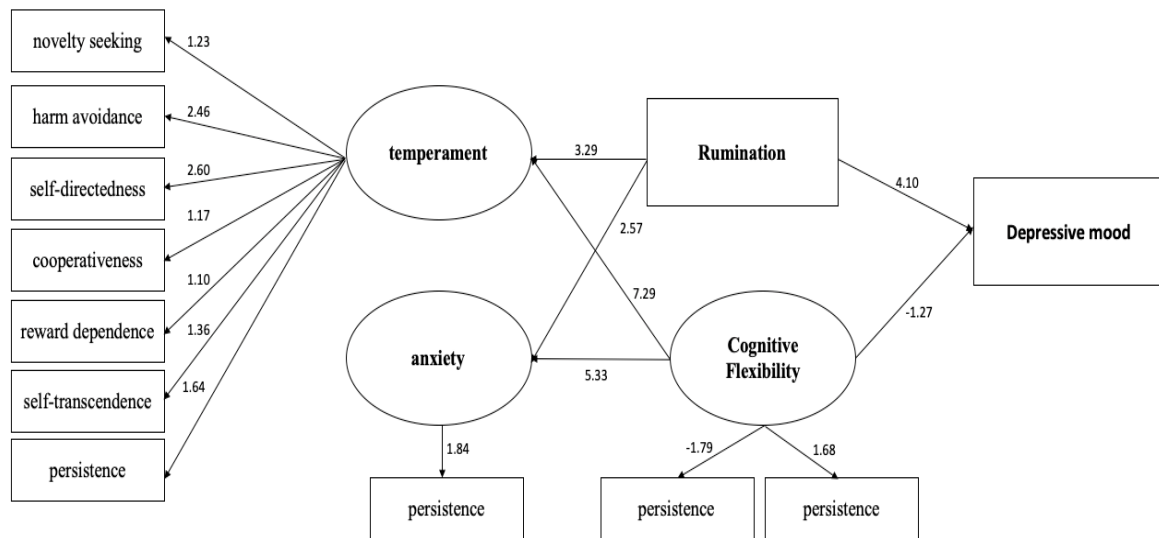 novelty seeking
1.23
harm avoidance
2.46
temperament
Rumination
3.29
self-directedness
2.60
4.10
Depressive mood
1.17
2.57
cooperativeness
1.10
7.29
reward dependence
1.36
-1.27
anxiety
Cognitive
Flexibility
5.33
self-transcendence
1.64
persistence
1.84
-1.79
1.68
persistence
persistence
persistence